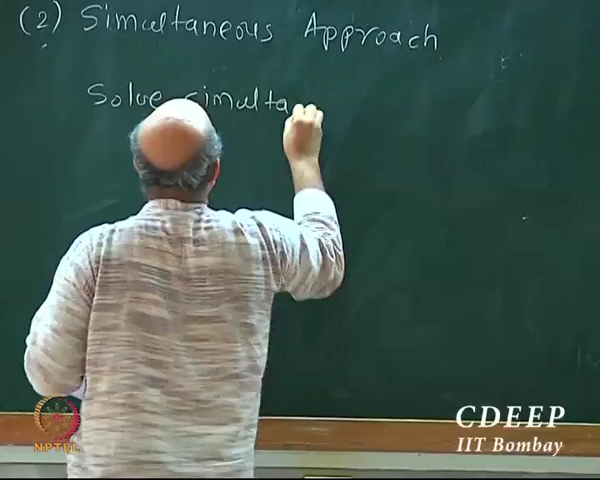 (2) Simultaneous Approach
Solve simulta
CDEEP
IIT Bombay
NPTEL